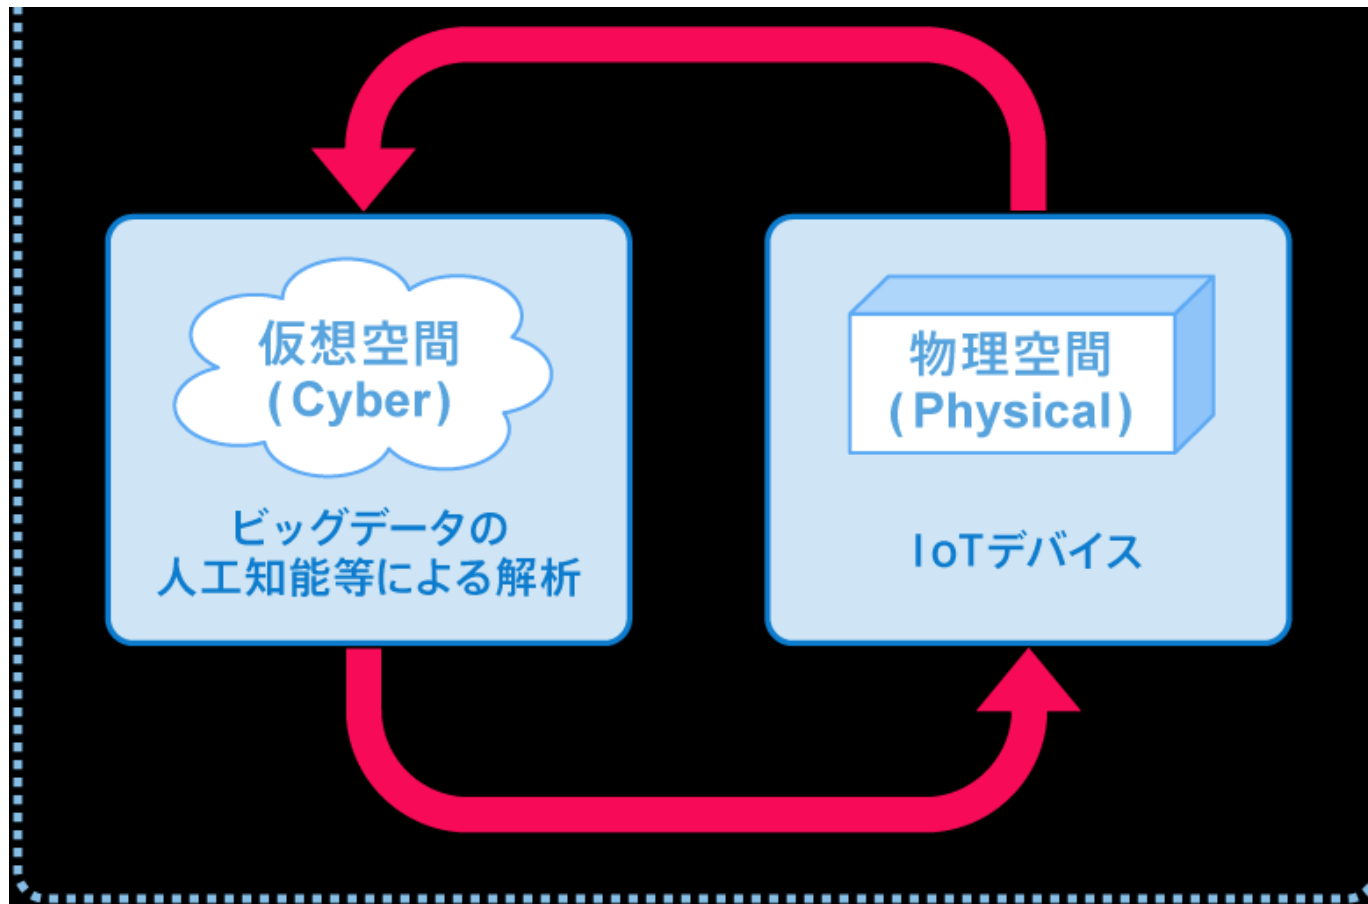 仮想空間
(Cyber)
ビッグデータの
人工知能等による解析
物理空間
(Physical)
IoTデバイス